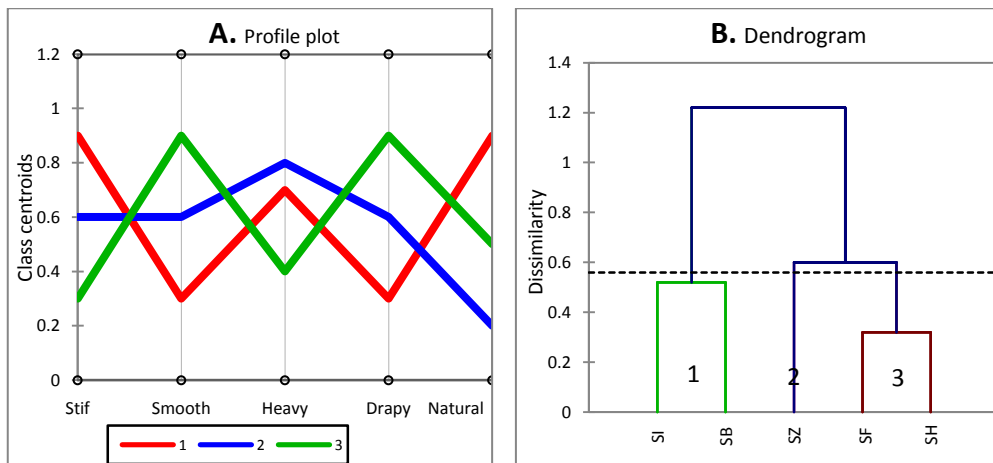 A. Profile plot
1.2
1
0.8
0.6
0.4
0.2
0
Class centroids
Stif Smooth Heavy Drapy Natural
1 2 3
B. Dendrogram
1.4
1.2
1
0.8
0.6
0.4
0.2
0
Dissimilarity
1 2 3
SI SB SZ SF SH